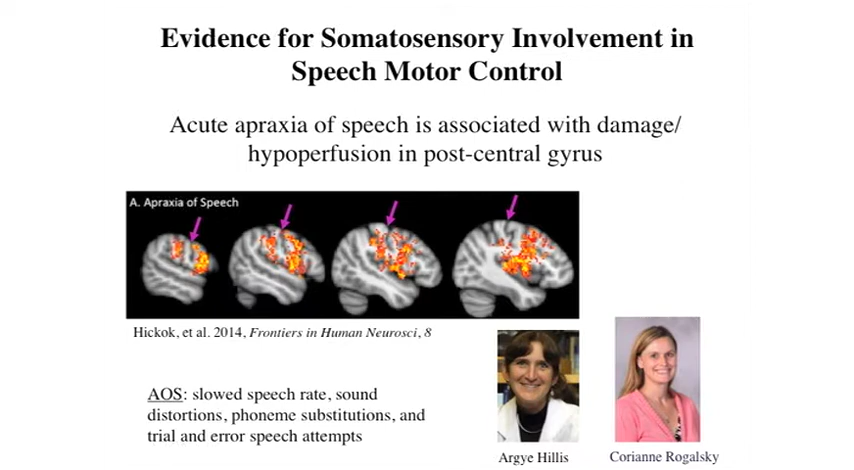 Evidence for Somatosensory Involvement in
Speech Motor Control
Acute apraxia of speech is associated with damage/
hypoperfusion in post-central gyrus
A. Apraxia of Speech
Hickok, et al. 2014, Frontiers in Human Neurosci, 8
AOS: slowed speech rate, sound
distortions, phoneme substitutions, and
trial and error speech attempts
Argye Hillis
Corianne Rogalsky